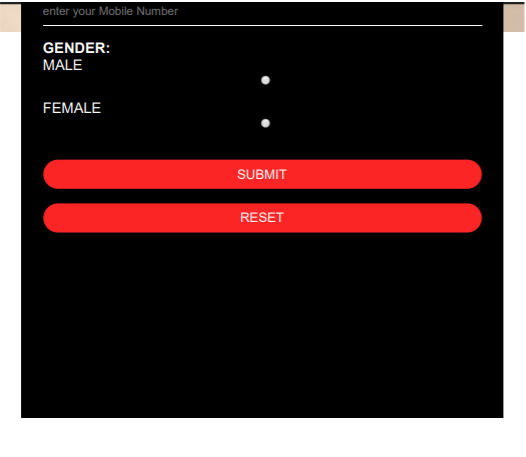 enter your Mobile Number
GENDER:
MALE
FEMALE
SUBMIT
RESET